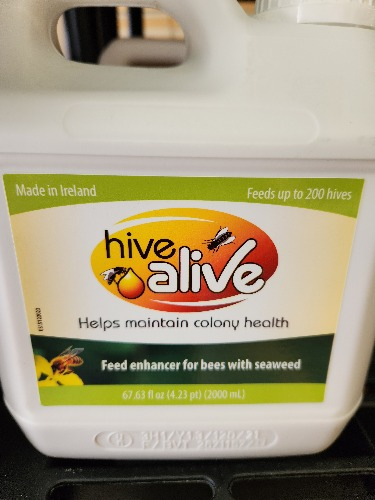 Made in Ireland
Feeds up to 200 hives
hive
alive
Helps maintain colony health
Feed enhancer for bees with seaweed
67.63 fl oz (4.23 pt) (2000 mL)